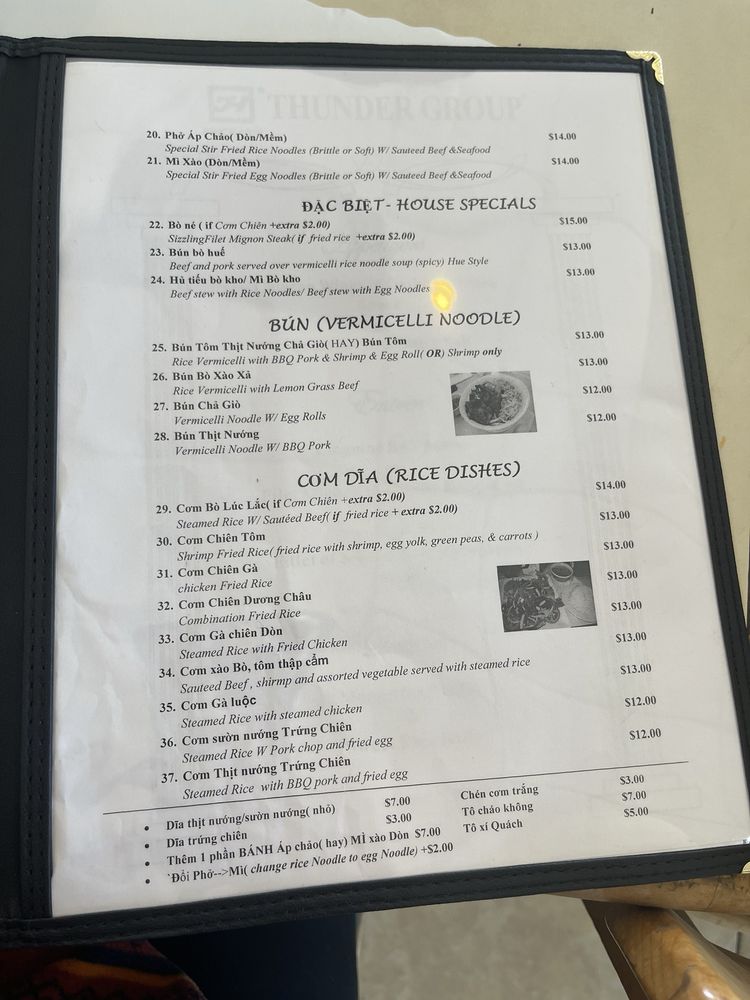 THUNDER GROUP
20. Phở Áp Chảo( Dòn/Mềm) $14.00
Special Stir Fried Rice Noodles (Brittle or Soft) W/ Sauteed Beef &Seafood
21. Mì Xào (Dòn/Mềm) $14.00
Special Stir Fried Egg Noodles (Brittle or Soft) W/ Sauteed Beef &Seafood
ĐẶC BIỆT- HOUSE SPECIALS
22. Bò né ( if Cơm Chiên +extra $2.00) $15.00
SizzlingFilet Mignon Steak( if fried rice +extra $2.00)
23. Bún bò huế $13.00
Beef and pork served over vermicelli rice noodle soup (spicy) Hue Style
24. Hủ tiếu bò kho/ Mì Bò kho $13.00
Beef stew with Rice Noodles/ Beef stew with Egg Noodles
BÚN (VERMICELLI NOODLE)
25. Bún Tôm Thịt Nướng Chả Giò( HAY) Bún Tôm $13.00
Rice Vermicelli with BBQ Pork & Shrimp & Egg Roll( OR) Shrimp only
26. Bún Bò Xào Xả $13.00
Rice Vermicelli with Lemon Grass Beef
27. Bún Chả Giò $12.00
Vermicelli Noodle W/ Egg Rolls
28. Bún Thịt Nướng $12.00
Vermicelli Noodle W/ BBQ Pork
CƠM DĨA (RICE DISHES)
29. Cơm Bò Lúc Lắc( if Cơm Chiên +extra $2.00) $14.00
Steamed Rice W/ Sautéed Beef( if fried rice + extra $2.00)
30. Cơm Chiên Tôm $13.00
Shrimp Fried Rice( fried rice with shrimp, egg yolk, green peas, & carrots )
31. Cơm Chiên Gà $13.00
chicken Fried Rice
32. Cơm Chiên Dương Châu $13.00
Combination Fried Rice
33. Cơm Gà chiên Dòn $13.00
Steamed Rice with Fried Chicken
34. Cơm xào Bò, tôm thập cẩm $13.00
Sauteed Beef , shirmp and assorted vegetable served with steamed rice
35. Cơm Gà luộc $13.00
Steamed Rice with steamed chicken
36. Cơm sườn nướng Trứng Chiên $12.00
Steamed Rice W Pork chop and fried egg
37. Cơm Thịt nướng Trứng Chiên $12.00
Steamed Rice with BBQ pork and fried egg
• Dĩa thịt nướng/sườn nướng( nhỏ) $7.00
• Dĩa trứng chiên $3.00
• Thêm 1 phần BÁNH Áp chảo( hay) MÌ xào Dòn $7.00
• `Đổi Phở-->Mì( change rice Noodle to egg Noodle) +$2.00
Chén cơm trắng $3.00
Tô cháo không $7.00
Tô xí Quách $5.00